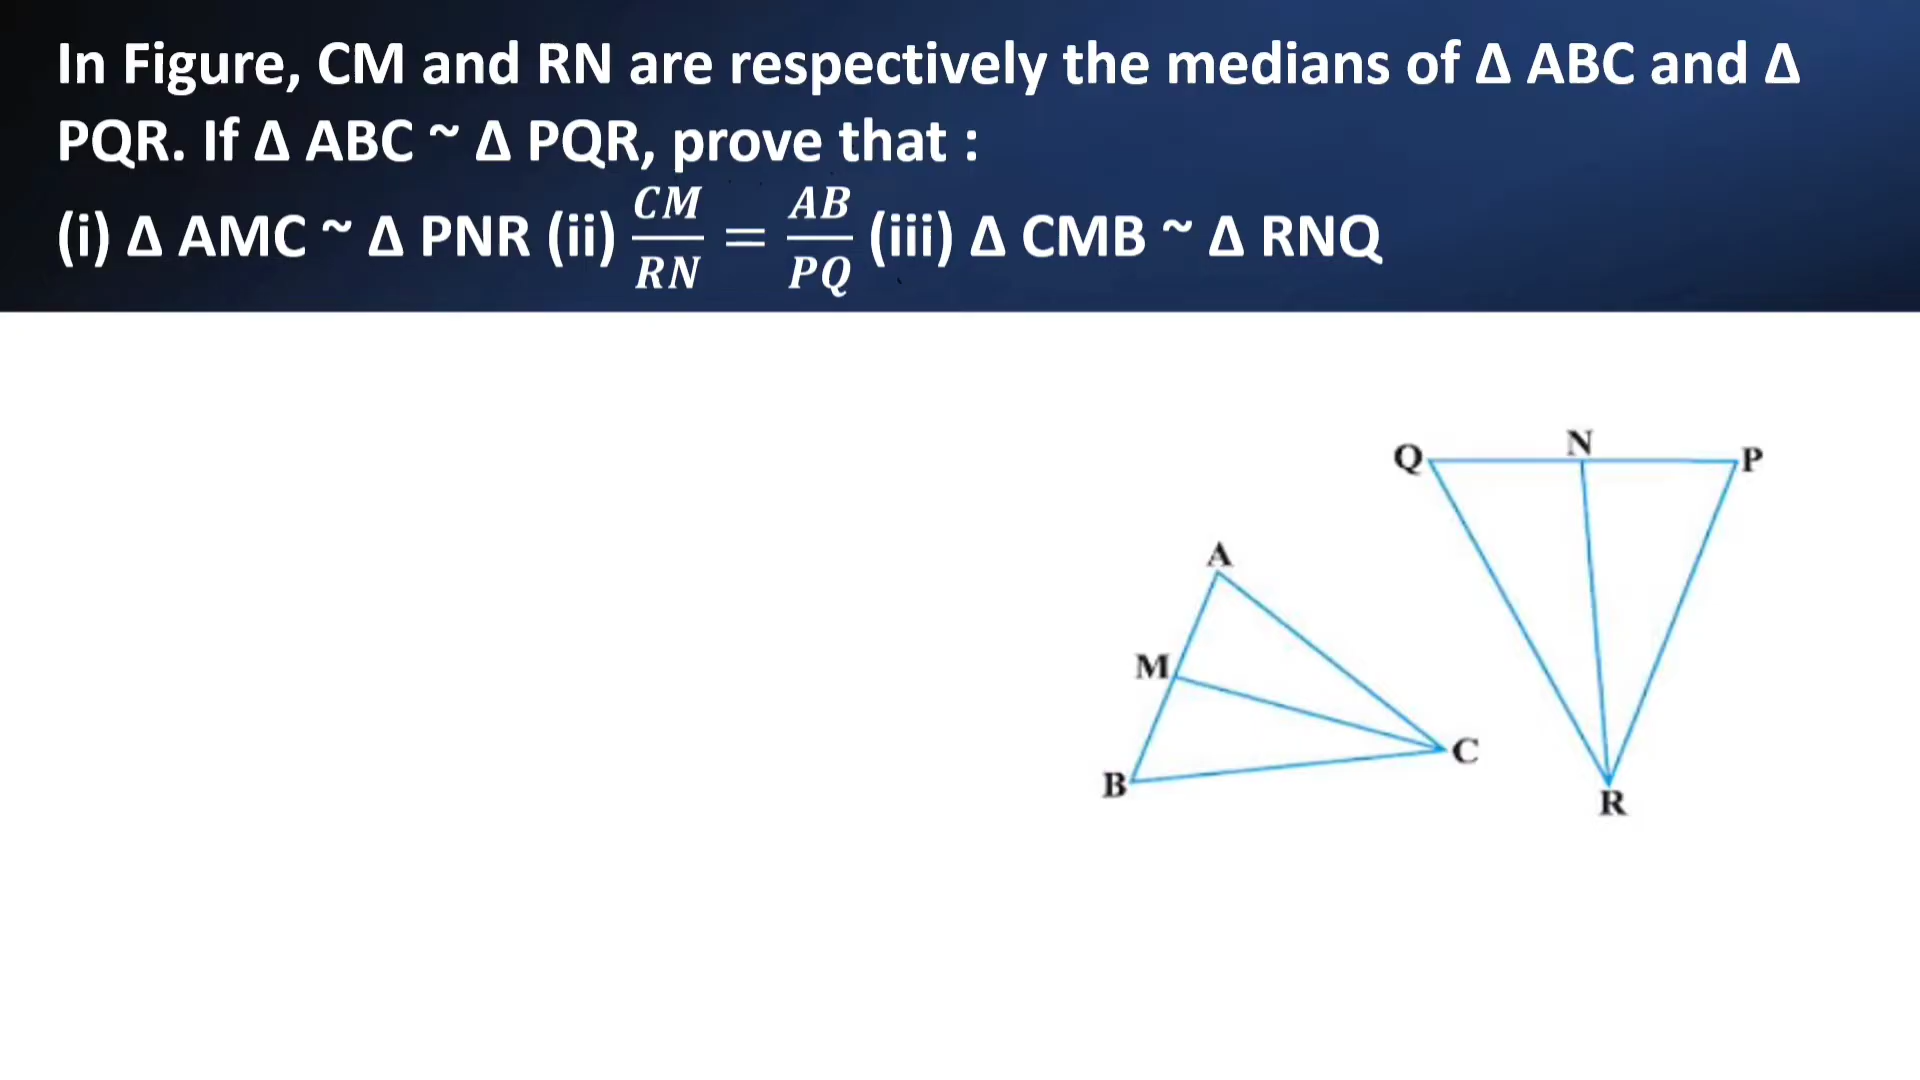 In Figure, CM and RN are respectively the medians of Δ ABC and Δ
PQR. If Δ ABC ~ Δ PQR, prove that :
(i) Δ AMC ~ Δ PNR (ii) CM/RN = AB/PQ (iii) Δ CMB ~ Δ RNQ
Q N P
A
M
B C
R